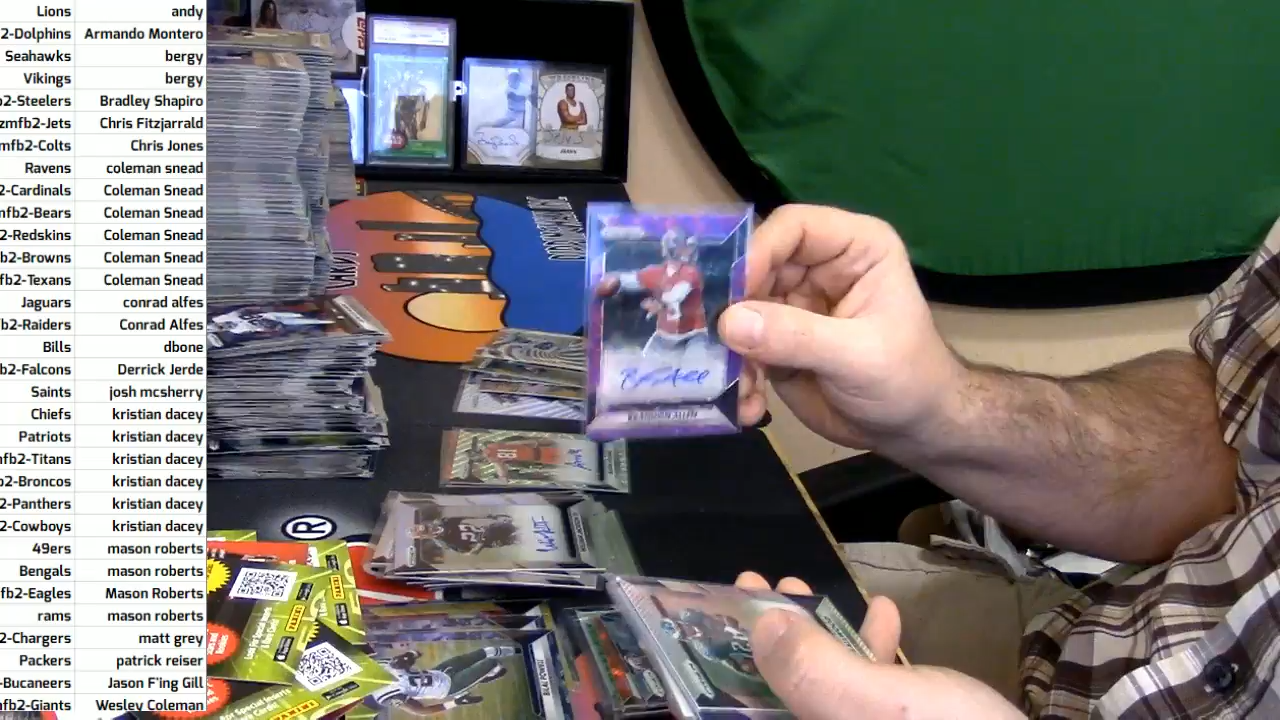 Lions andy
2-Dolphins Armando Montero
Seahawks bergy
Vikings bergy
b2-Steelers Bradley Shapiro
zmfb2-Jets Chris Fitzjarrald
mfb2-Colts Chris Jones
Ravens coleman snead
2-Cardinals Coleman Snead
nfb2-Bears Coleman Snead
2-Redskins Coleman Snead
b2-Browns Coleman Snead
fb2-Texans Coleman Snead
Jaguars conrad alfes
fb2-Raiders Conrad Alfes
Bills dbone
b2-Falcons Derrick Jerde
Saints josh mcsherry
Chiefs kristian dacey
Patriots kristian dacey
nfb2-Titans kristian dacey
b2-Broncos kristian dacey
2-Panthers kristian dacey
2-Cowboys kristian dacey
49ers mason roberts
Bengals mason roberts
fb2-Eagles Mason Roberts
rams mason roberts
2-Chargers matt grey
Packers patrick reiser
-Bucaneers Jason F'ing Gill
nfb2-Giants Wesley Coleman
R
PANINI
BILAL POWELL